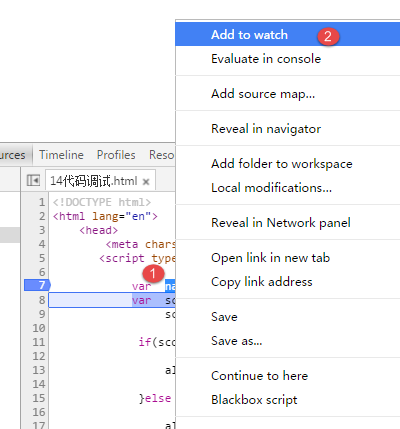 Add to watch 2
Evaluate in console
Add source map...
Reveal in navigator
Add folder to workspace
Local modifications...
Reveal in Network panel
Open link in new tab
Copy link address
Save
Save as...
Continue to here
Blackbox script
Timeline Profiles
14代码调试.html ×
1 <!DOCTYPE html>
2 <html lang="en">
3 <head>
4 <meta chars
5 <script type
6
1
7 var na
8 var sc
9 sc
10
11 if(sco
12
13 al
14
15 }else
16
17 al